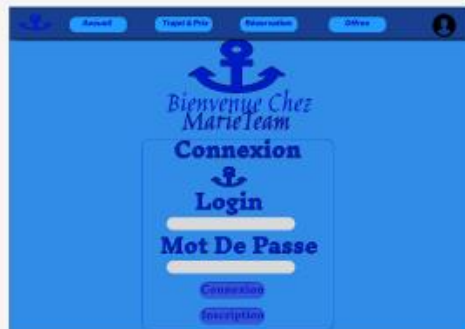 Accueil
Trajet & Prix
Réservation
Offres
Bienvenue Chez
MarieTeam
Connexion
Login
Mot De Passe
Connexion
Inscription